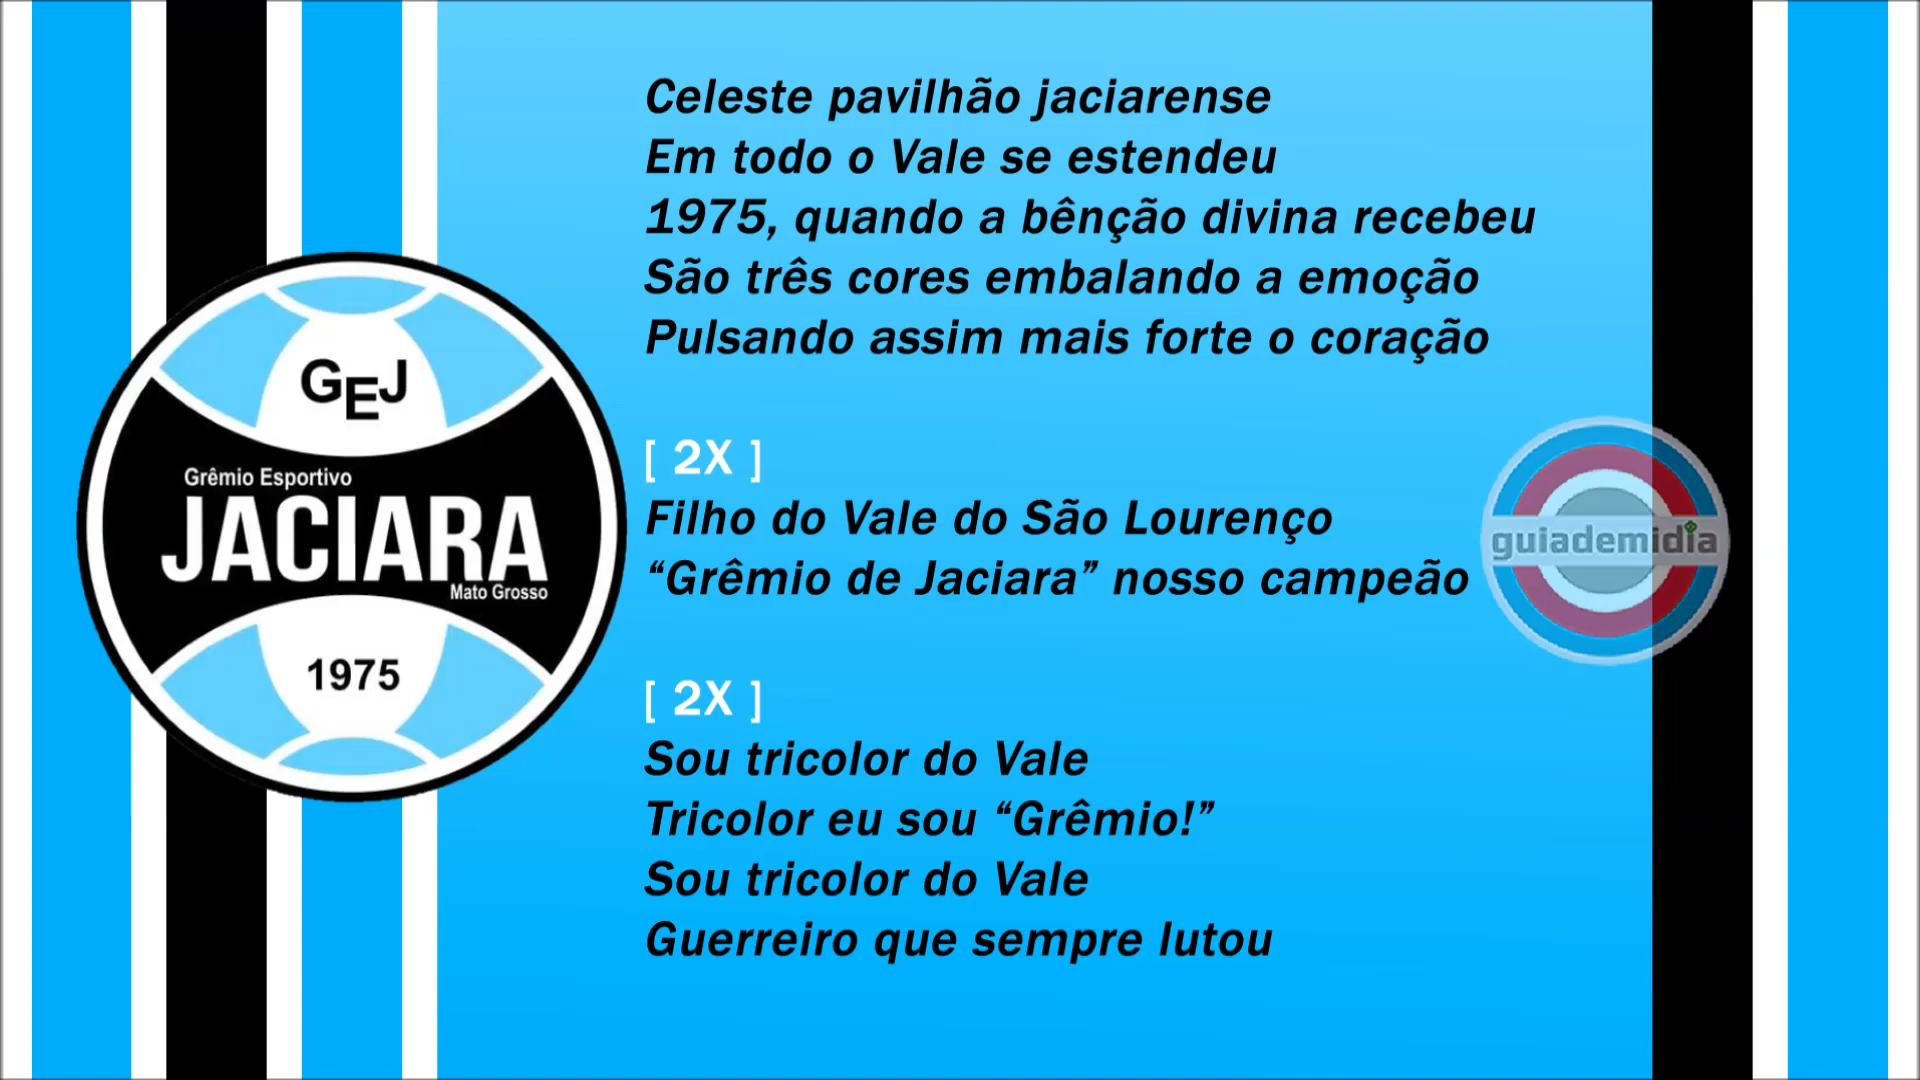 Celeste pavilhão jaciarense
Em todo o Vale se estendeu
1975, quando a bênção divina recebeu
São três cores embalando a emoção
Pulsando assim mais forte o coração
[ 2X ]
Filho do Vale do São Lourenço
“Grêmio de Jaciara” nosso campeão
[ 2X ]
Sou tricolor do Vale
Tricolor eu sou “Grêmio!”
Sou tricolor do Vale
Guerreiro que sempre lutou
GEJ
Grêmio Esportivo
JACIARA
Mato Grosso
1975
guiademidia